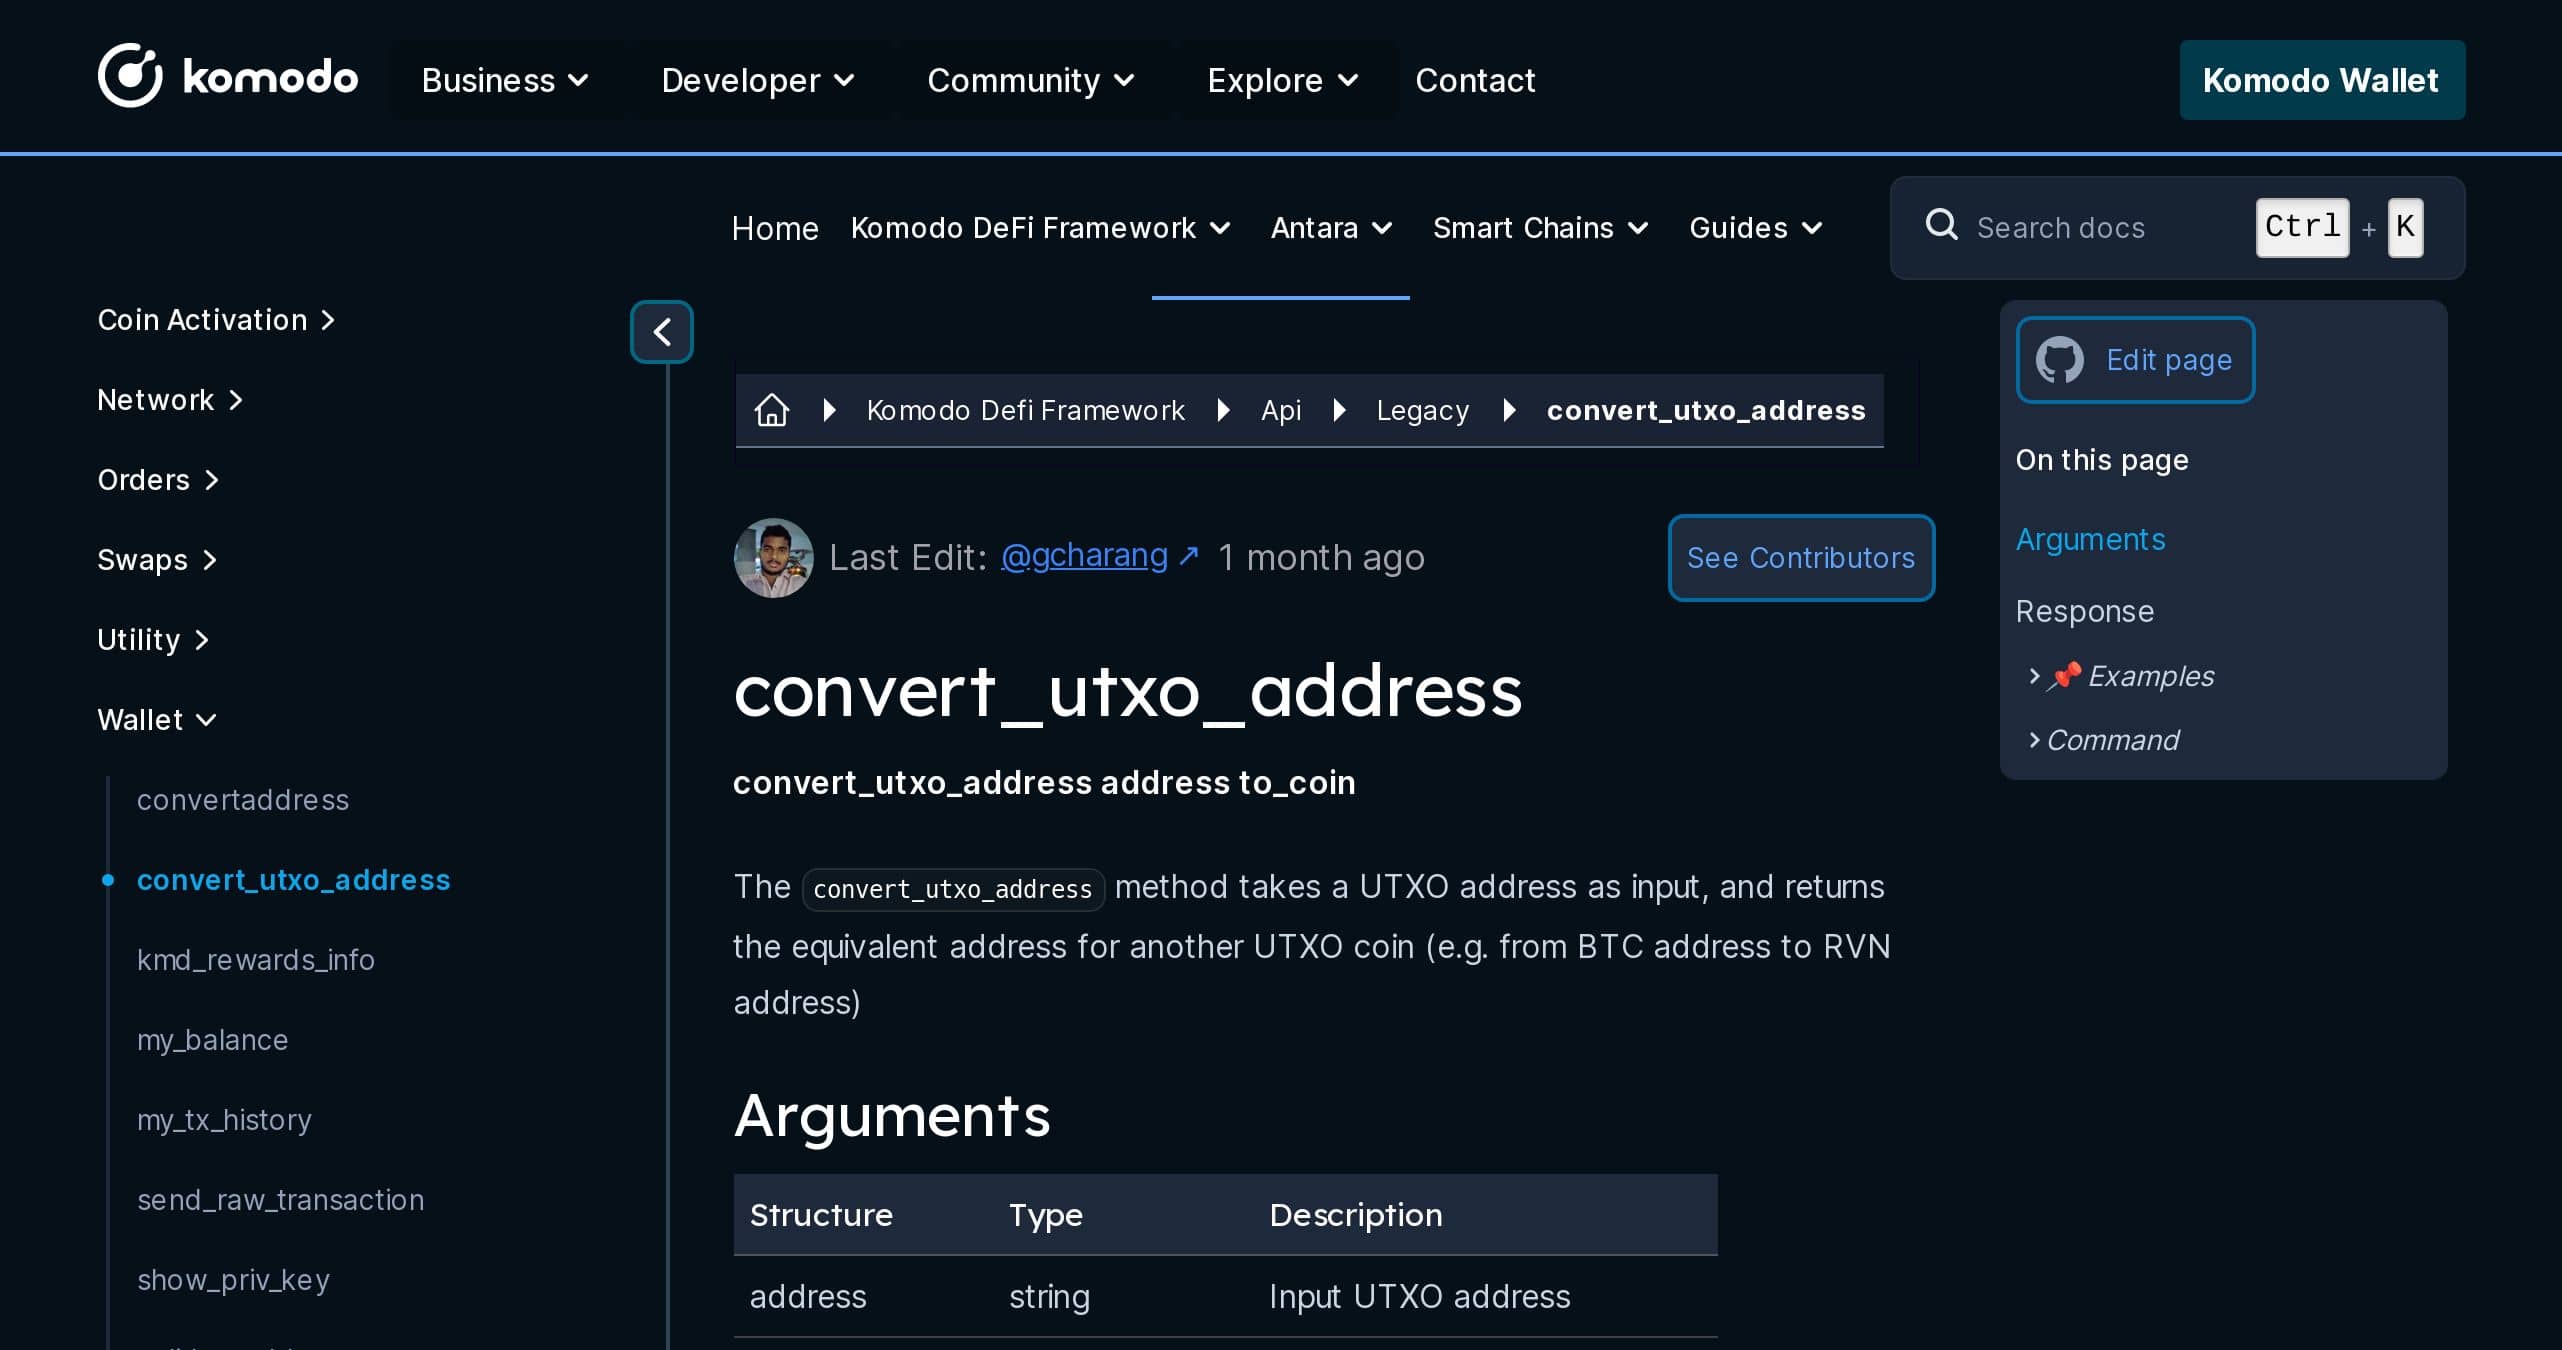 komodo
Business
Developer
Community
Explore
Contact
Komodo Wallet
Home
Komodo DeFi Framework
Antara
Smart Chains
Guides
Search docs
Ctrl + K
Coin Activation
Network
Orders
Swaps
Utility
Wallet
convertaddress
convert_utxo_address
kmd_rewards_info
my_balance
my_tx_history
send_raw_transaction
show_priv_key
Komodo Defi Framework
Api
Legacy
convert_utxo_address
Last Edit: @gcharang ↗ 1 month ago
See Contributors
convert_utxo_address
convert_utxo_address address to_coin
The convert_utxo_address method takes a UTXO address as input, and returns
the equivalent address for another UTXO coin (e.g. from BTC address to RVN
address)
Arguments
Structure Type Description
address string Input UTXO address
Edit page
On this page
Arguments
Response
📌 Examples
Command